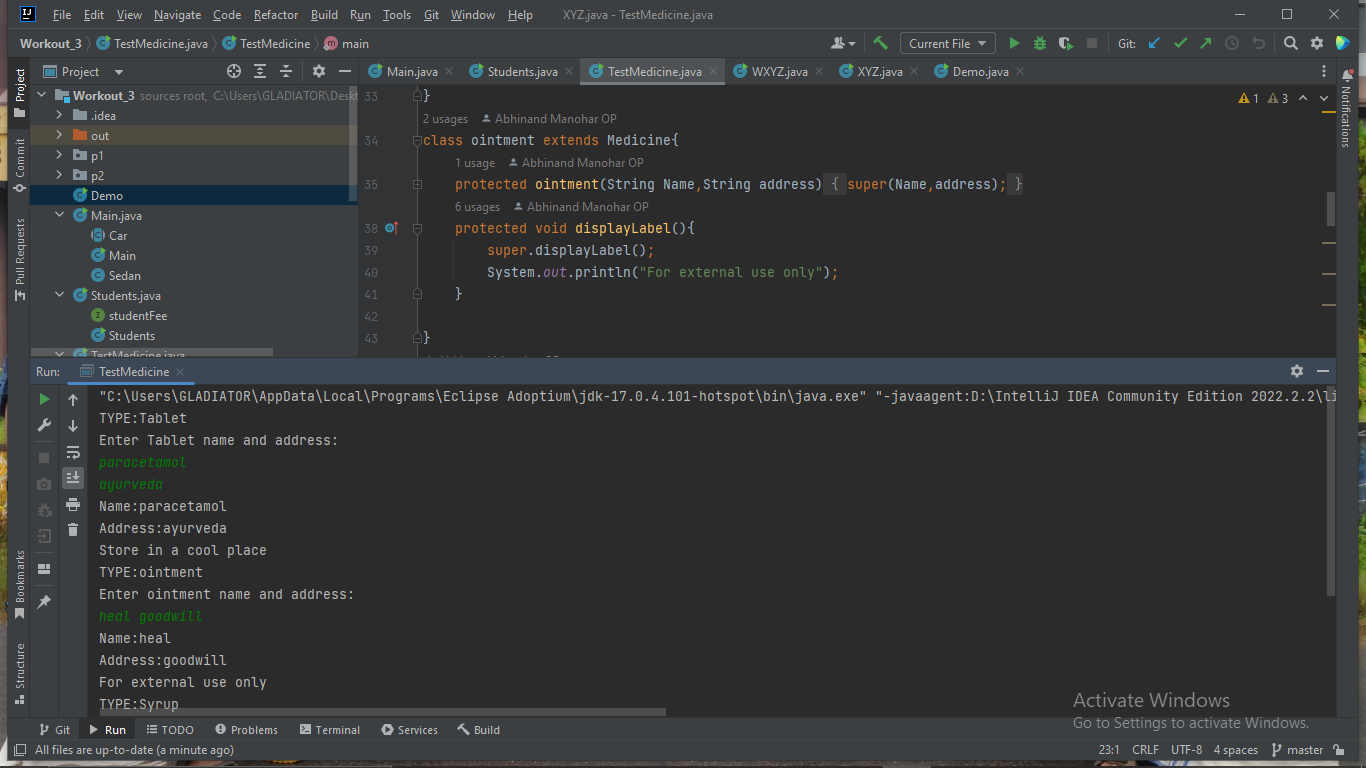 File Edit View Navigate Code Refactor Build Run Tools Git Window Help XYZ.java - TestMedicine.java
Workout_3 TestMedicine.java TestMedicine main Current File Git:
Project Main.java Students.java TestMedicine.java WXYZ.java XYZ.java Demo.java
Project
Commit
Pull Requests
Bookmarks
Structure
Notifications
Workout_3 sources root, C:\Users\GLADIATOR\Deskt
.idea
out
p1
p2
Demo
Main.java
Car
Main
Sedan
Students.java
studentFee
Students
TestMedicine.java
1 3
33 }
2 usages Abhinand Manohar OP
34 class ointment extends Medicine{
1 usage Abhinand Manohar OP
35 protected ointment(String Name,String address) { super(Name,address); }
6 usages Abhinand Manohar OP
38 protected void displayLabel(){
39 super.displayLabel();
40 System.out.println("For external use only");
41 }
42
43 }
Run: TestMedicine
"C:\Users\GLADIATOR\AppData\Local\Programs\Eclipse Adoptium\jdk-17.0.4.101-hotspot\bin\java.exe" "-javaagent:D:\IntelliJ IDEA Community Edition 2022.2.2\li
TYPE:Tablet
Enter Tablet name and address:
paracetamol
ayurveda
Name:paracetamol
Address:ayurveda
Store in a cool place
TYPE:ointment
Enter ointment name and address:
heal goodwill
Name:heal
Address:goodwill
For external use only
TYPE:Syrup
Activate Windows
Go to Settings to activate Windows.
Git Run TODO Problems Terminal Services Build
All files are up-to-date (a minute ago) 23:1 CRLF UTF-8 4 spaces master